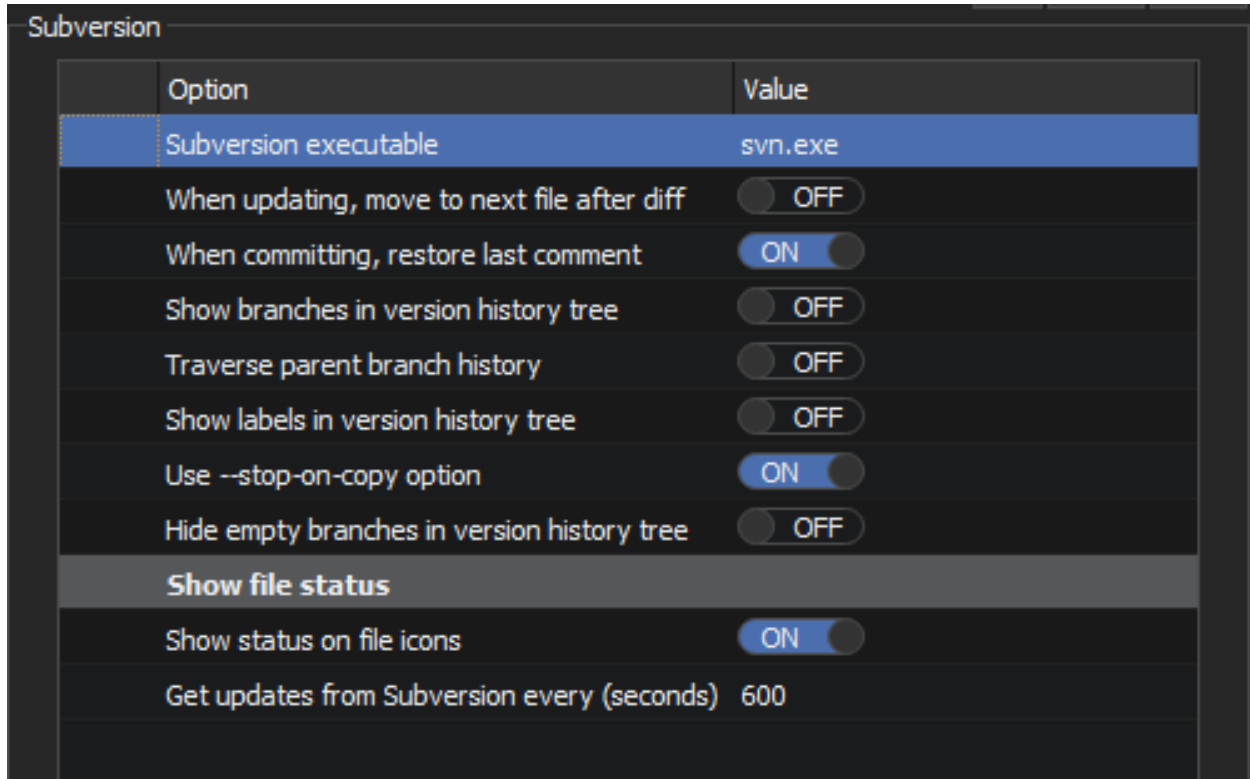 Subversion
Option Value
Subversion executable svn.exe
When updating, move to next file after diff OFF
When committing, restore last comment ON
Show branches in version history tree OFF
Traverse parent branch history OFF
Show labels in version history tree OFF
Use --stop-on-copy option ON
Hide empty branches in version history tree OFF
Show file status
Show status on file icons ON
Get updates from Subversion every (seconds) 600